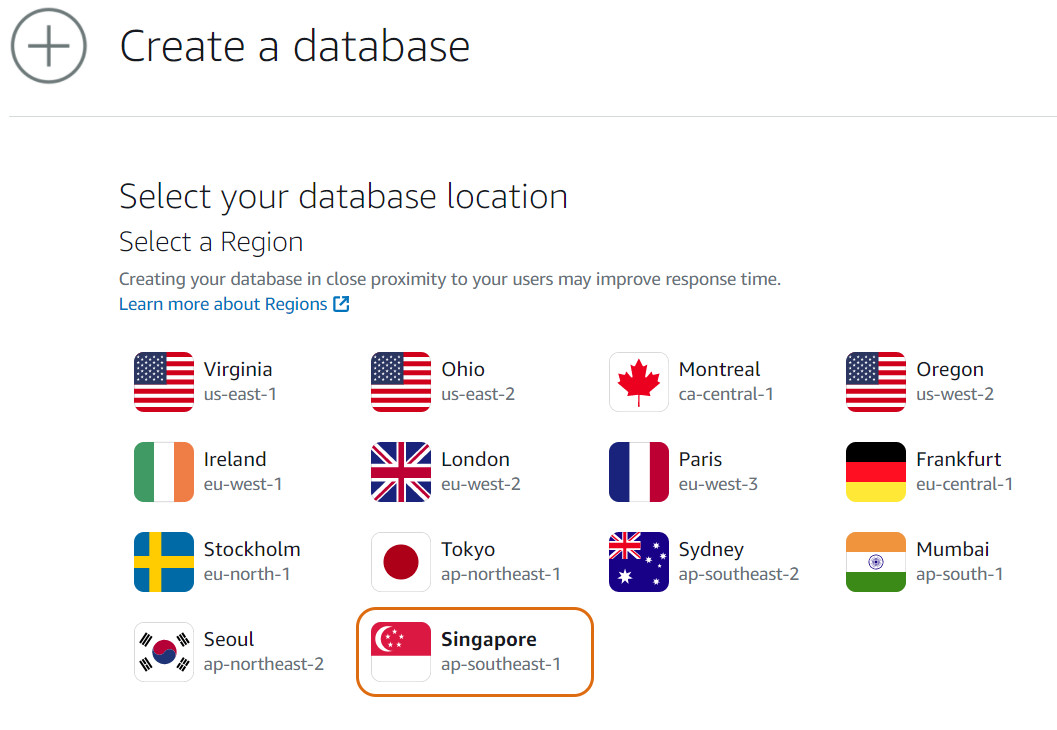 Create a database
Select your database location
Select a Region
Creating your database in close proximity to your users may improve response time.
Learn more about Regions
Virginia
us-east-1
Ohio
us-east-2
Montreal
ca-central-1
Oregon
us-west-2
Ireland
eu-west-1
London
eu-west-2
Paris
eu-west-3
Frankfurt
eu-central-1
Stockholm
eu-north-1
Tokyo
ap-northeast-1
Sydney
ap-southeast-2
Mumbai
ap-south-1
Seoul
ap-northeast-2
Singapore
ap-southeast-1